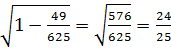 √(1 − 49/625) = √(576/625) = 24/25